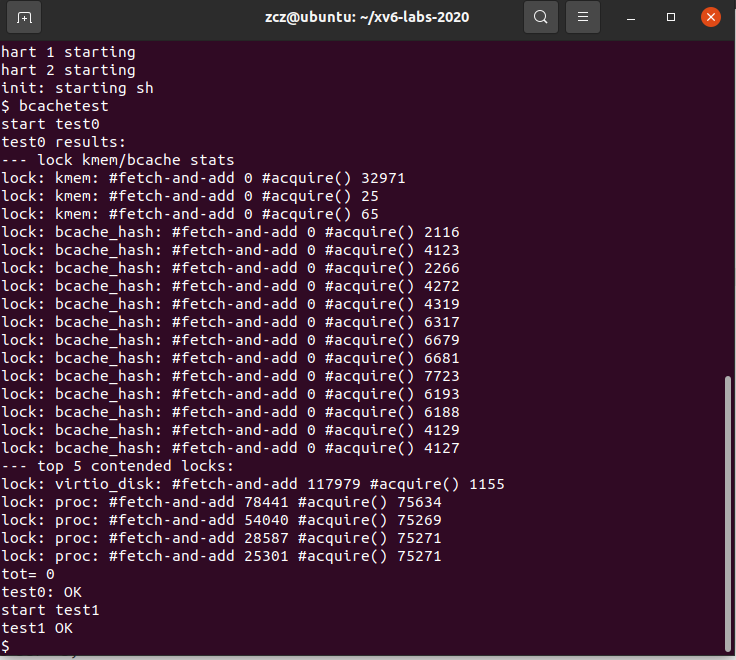 zcz@ubuntu: ~/xv6-labs-2020
hart 1 starting
hart 2 starting
init: starting sh
$ bcachetest
start test0
test0 results:
--- lock kmem/bcache stats
lock: kmem: #fetch-and-add 0 #acquire() 32971
lock: kmem: #fetch-and-add 0 #acquire() 25
lock: kmem: #fetch-and-add 0 #acquire() 65
lock: bcache_hash: #fetch-and-add 0 #acquire() 2116
lock: bcache_hash: #fetch-and-add 0 #acquire() 4123
lock: bcache_hash: #fetch-and-add 0 #acquire() 2266
lock: bcache_hash: #fetch-and-add 0 #acquire() 4272
lock: bcache_hash: #fetch-and-add 0 #acquire() 4319
lock: bcache_hash: #fetch-and-add 0 #acquire() 6317
lock: bcache_hash: #fetch-and-add 0 #acquire() 6679
lock: bcache_hash: #fetch-and-add 0 #acquire() 6681
lock: bcache_hash: #fetch-and-add 0 #acquire() 7723
lock: bcache_hash: #fetch-and-add 0 #acquire() 6193
lock: bcache_hash: #fetch-and-add 0 #acquire() 6188
lock: bcache_hash: #fetch-and-add 0 #acquire() 4129
lock: bcache_hash: #fetch-and-add 0 #acquire() 4127
--- top 5 contended locks:
lock: virtio_disk: #fetch-and-add 117979 #acquire() 1155
lock: proc: #fetch-and-add 78441 #acquire() 75634
lock: proc: #fetch-and-add 54040 #acquire() 75269
lock: proc: #fetch-and-add 28587 #acquire() 75271
lock: proc: #fetch-and-add 25301 #acquire() 75271
tot= 0
test0: OK
start test1
test1 OK
$